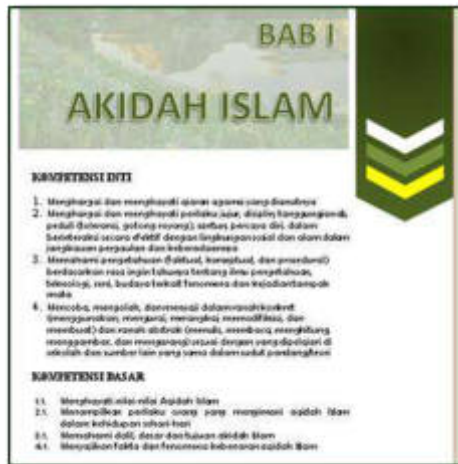 BAB I
AKIDAH ISLAM
KOMPETENSI INTI
1. Menghargai dan menghayati ajaran agama yang dianutnya
2. Menghargai dan menghayati perilaku jujur, disiplin, tanggungjawab,
peduli (toleransi, gotong royong), santun, percaya diri, dalam
berinteraksi secara efektif dengan lingkungan sosial dan alam dalam
jangkauan pergaulan dan keberadaannya
3. Memahami pengetahuan (faktual, konseptual, dan prosedural)
berdasarkan rasa ingin tahunya tentang ilmu pengetahuan,
teknologi, seni, budaya terkait fenomena dan kejadian tampak
mata
4. Mencoba, mengolah, dan menyaji dalam ranah konkret
(menggunakan, mengurai, merangkai, memodifikasi, dan
membuat) dan ranah abstrak (menulis, membaca, menghitung,
menggambar, dan mengarang) sesuai dengan yang dipelajari di
sekolah dan sumber lain yang sama dalam sudut pandang/teori
KOMPETENSI DASAR
1.1. Menghayati nilai-nilai Aqidah Islam
2.1. Menampilkan perilaku orang yang mengimani aqidah Islam
dalam kehidupan sehari-hari
3.1. Memahami dalil, dasar dan tujuan akidah Islam
4.1. Menyajikan fakta dan fenomena kebenaran aqidah Islam